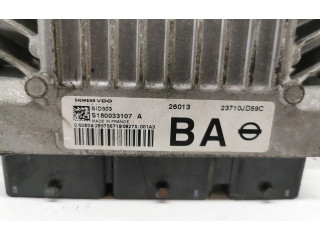 SIEMENS VDO
SID303
S180033107 A
MADE IN FRANCE
26013
23710JD59C
BA